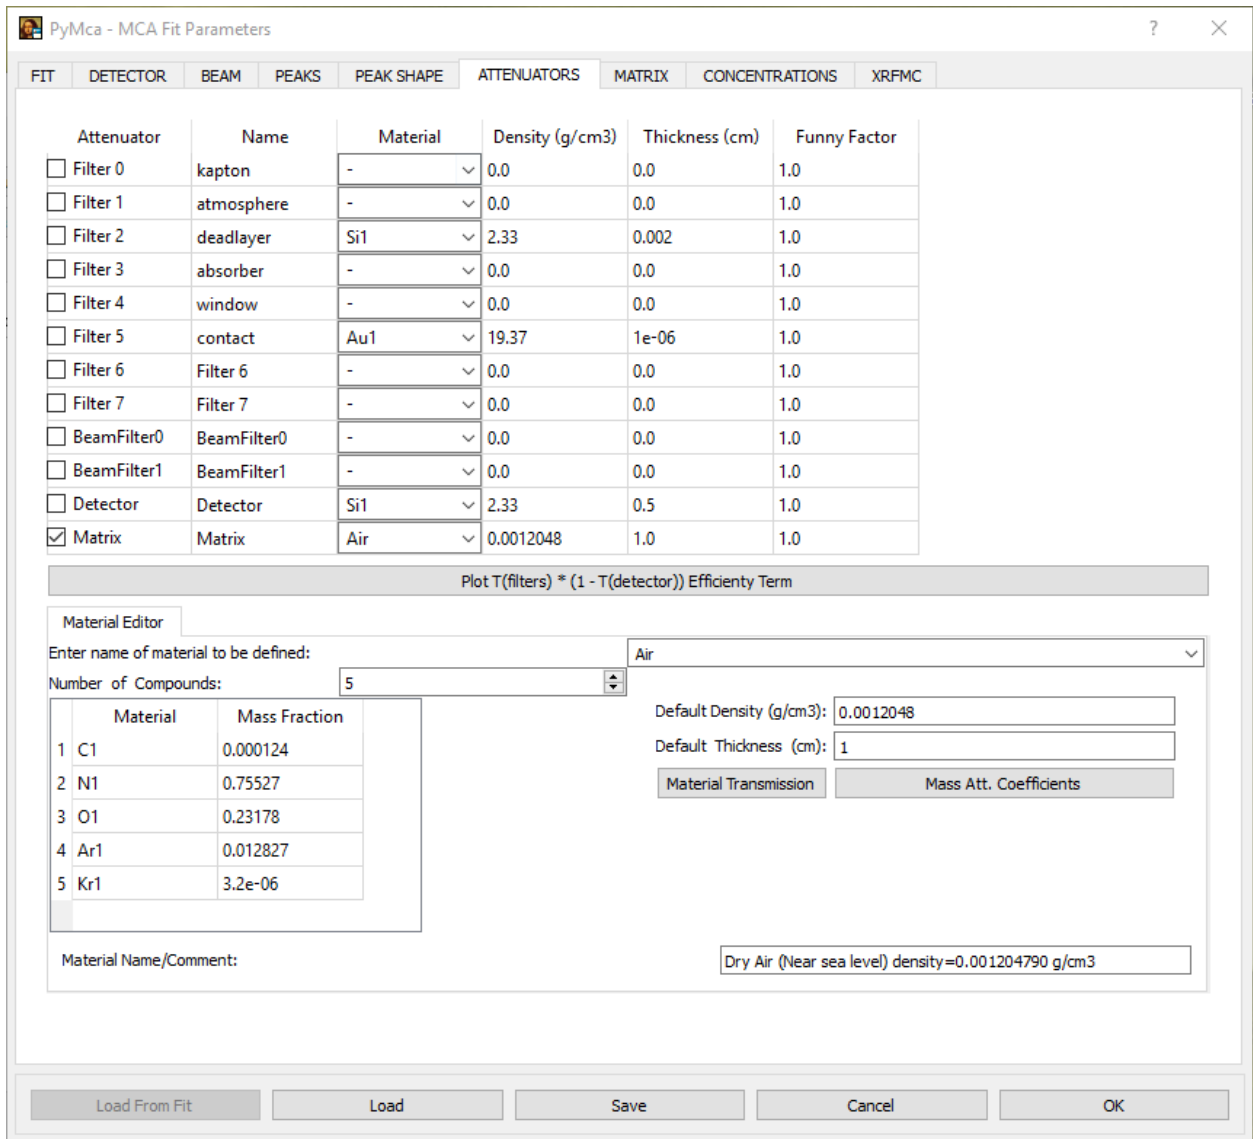 PyMca - MCA Fit Parameters ?
FIT DETECTOR BEAM PEAKS PEAK SHAPE ATTENUATORS MATRIX CONCENTRATIONS XRFMC
Attenuator Name Material Density (g/cm3) Thickness (cm) Funny Factor
Filter 0 kapton - 0.0 0.0 1.0
Filter 1 atmosphere - 0.0 0.0 1.0
Filter 2 deadlayer Si1 2.33 0.002 1.0
Filter 3 absorber - 0.0 0.0 1.0
Filter 4 window - 0.0 0.0 1.0
Filter 5 contact Au1 19.37 1e-06 1.0
Filter 6 Filter 6 - 0.0 0.0 1.0
Filter 7 Filter 7 - 0.0 0.0 1.0
BeamFilter0 BeamFilter0 - 0.0 0.0 1.0
BeamFilter1 BeamFilter1 - 0.0 0.0 1.0
Detector Detector Si1 2.33 0.5 1.0
Matrix Matrix Air 0.0012048 1.0 1.0
Plot T(filters) * (1 - T(detector)) Efficienty Term
Material Editor
Enter name of material to be defined: Air
Number of Compounds: 5
Material Mass Fraction
1 C1 0.000124
2 N1 0.75527
3 O1 0.23178
4 Ar1 0.012827
5 Kr1 3.2e-06
Default Density (g/cm3): 0.0012048
Default Thickness (cm): 1
Material Transmission Mass Att. Coefficients
Material Name/Comment: Dry Air (Near sea level) density=0.001204790 g/cm3
Load From Fit Load Save Cancel OK